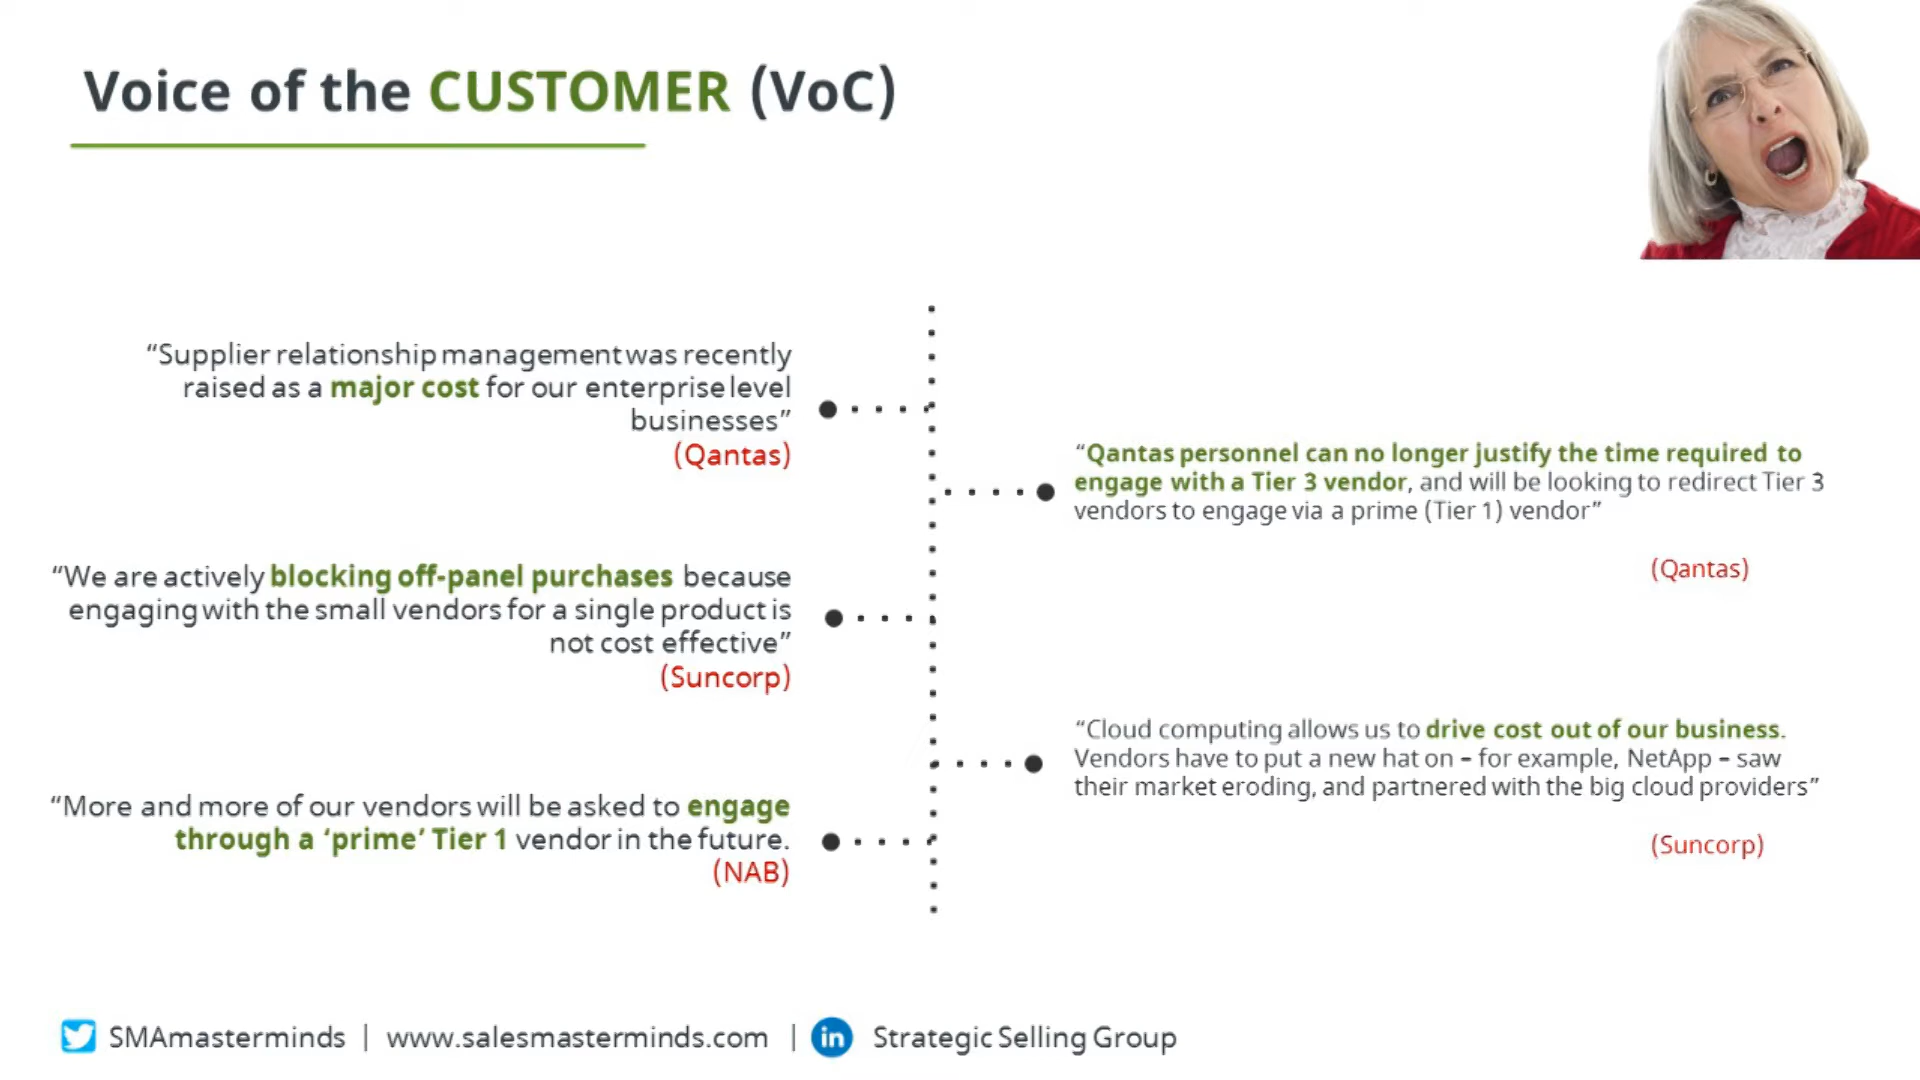 Voice of the CUSTOMER (VoC)
“Supplier relationship management was recently
raised as a major cost for our enterprise level
businesses”
(Qantas)
“Qantas personnel can no longer justify the time required to
engage with a Tier 3 vendor, and will be looking to redirect Tier 3
vendors to engage via a prime (Tier 1) vendor”
(Qantas)
“We are actively blocking off-panel purchases because
engaging with the small vendors for a single product is
not cost effective”
(Suncorp)
“Cloud computing allows us to drive cost out of our business.
Vendors have to put a new hat on – for example, NetApp – saw
their market eroding, and partnered with the big cloud providers”
(Suncorp)
“More and more of our vendors will be asked to engage
through a ‘prime’ Tier 1 vendor in the future.
(NAB)
SMAmasterminds | www.salesmasterminds.com | in Strategic Selling Group